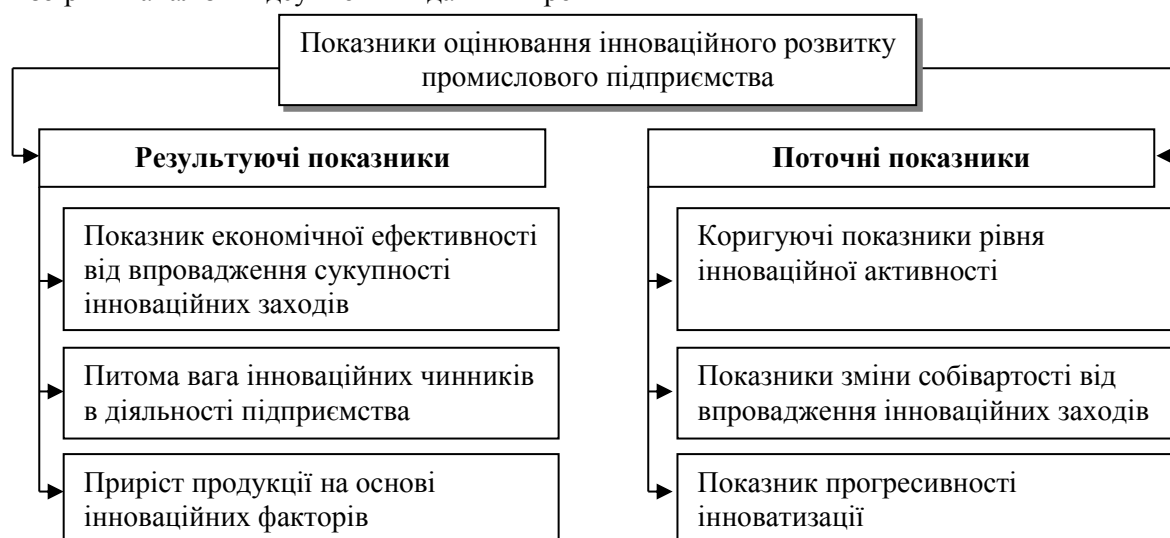 Показники оцінювання інноваційного розвитку
промислового підприємства
Результуючі показники
Показник економічної ефективності
від впровадження сукупності
інноваційних заходів
Питома вага інноваційних чинників
в діяльності підприємства
Приріст продукції на основі
інноваційних факторів
Поточні показники
Коригуючі показники рівня
інноваційної активності
Показники зміни собівартості від
впровадження інноваційних заходів
Показник прогресивності
інноватизації